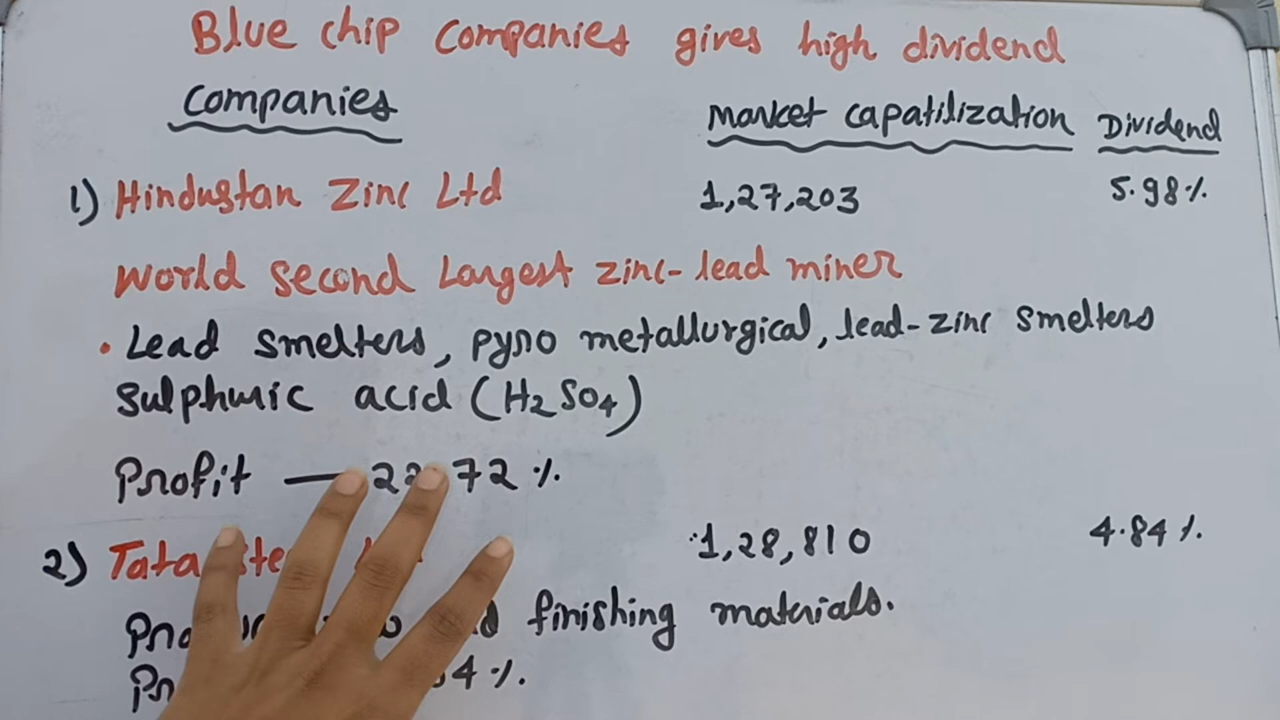 Blue chip companies gives high dividend
Companies Market capatilization Dividend
1) Hindustan Zinc Ltd 1,27,203 5.98%
World second Largest zinc-lead miner
• Lead smelters, pyro metallurgical, lead-zinc smelters
Sulphuric acid (H2SO4)
Profit — 72%
2) Tata 1,28,810 4.84%
finishing materials.